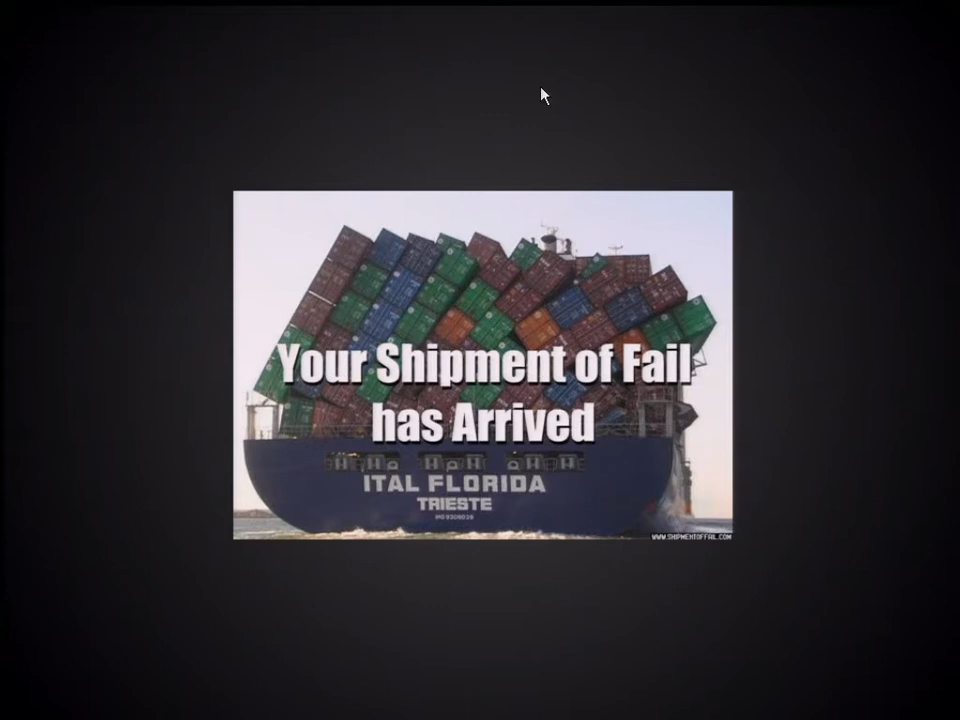 Your Shipment of Fail
has Arrived
ITAL FLORIDA
TRIESTE
WWW.SHIPMENTOFFAIL.COM